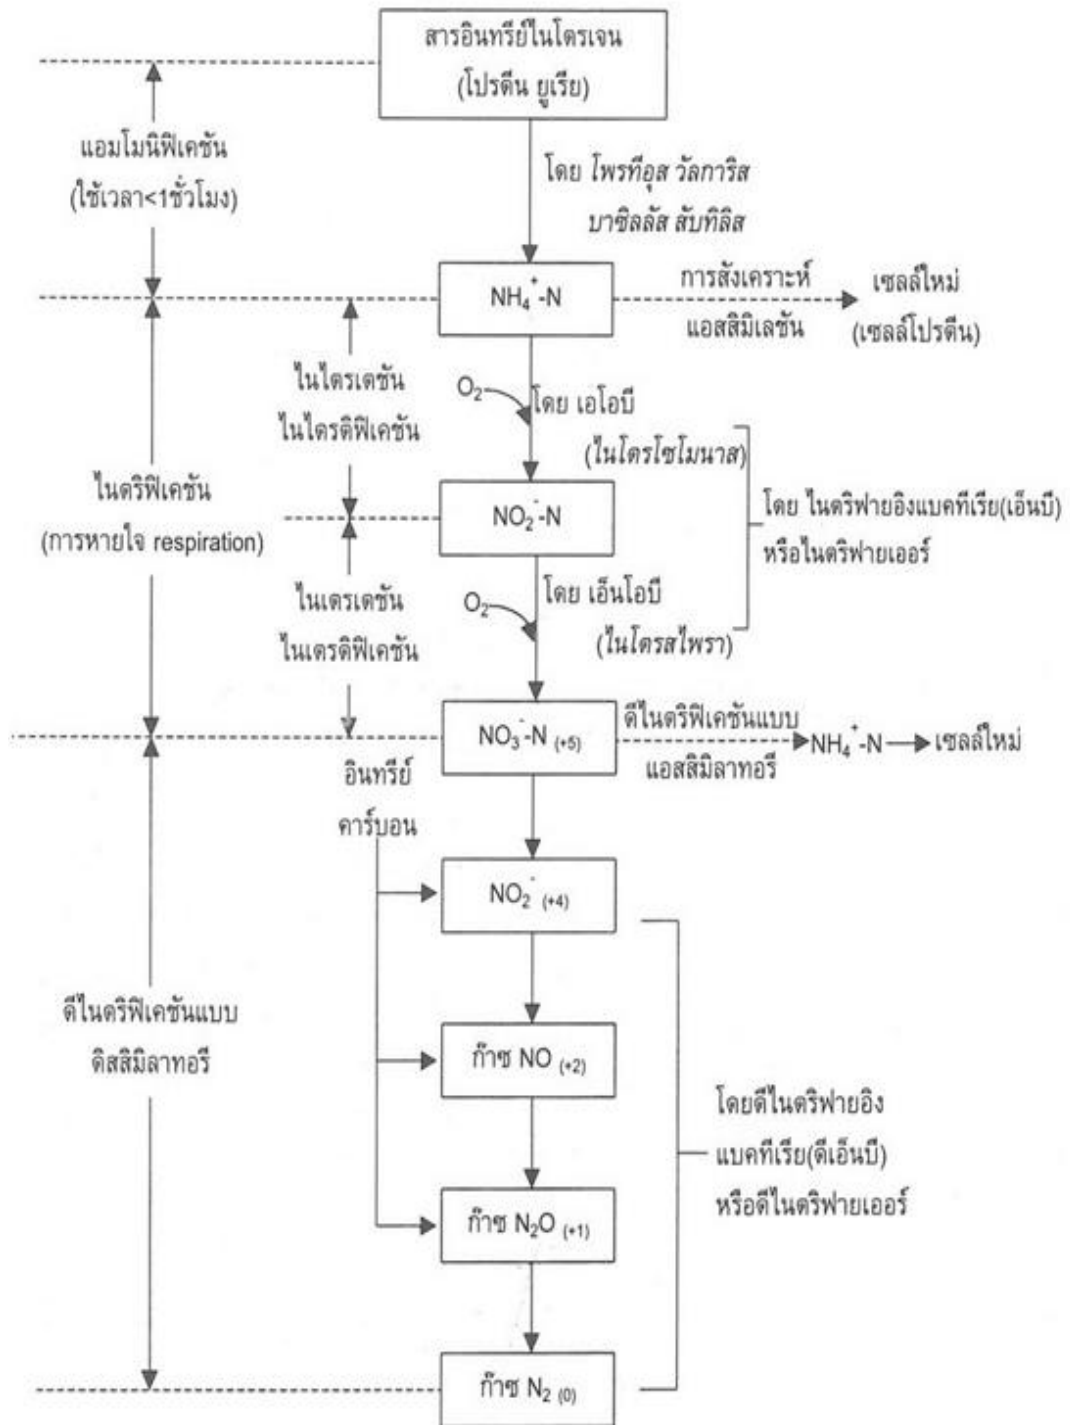 สารอินทรีย์ไนโตรเจน
(โปรตีน ยูเรีย)
แอมโมนิฟิเคชัน
(ใช้เวลา<1ชั่วโมง)
โดย โพรทีอุส วัลการิส
บาซิลลัส สับทิลิส
NH₄⁺-N
การสังเคราะห์
แอสสิมิเลชัน
เซลล์ใหม่
(เซลล์โปรตีน)
ไนไตรเตชัน
ไนไตรติฟิเคชัน
O₂
โดย เอโอบี
(ไนโตรโซโมนาส)
ไนตริฟิเคชัน
(การหายใจ respiration)
NO₂⁻-N
โดย ไนตริฟายอิงแบคทีเรีย(เอ็นบี)
หรือไนตริฟายเออร์
ไนเตรเตชัน
ไนเตรติฟิเคชัน
O₂
โดย เอ็นโอบี
(ไนโตรสไพรา)
NO₃⁻-N (+5)
ดีไนตริฟิเคชันแบบ
แอสสิมิลาทอรี
NH₄⁺-N
เซลล์ใหม่
อินทรีย์
คาร์บอน
NO₂⁻ (+4)
ดีไนตริฟิเคชันแบบ
ดิสสิมิลาทอรี
ก๊าซ NO (+2)
โดยดีไนตริฟายอิง
แบคทีเรีย(ดีเอ็นบี)
หรือดีไนตริฟายเออร์
ก๊าซ N₂O (+1)
ก๊าซ N₂ (0)